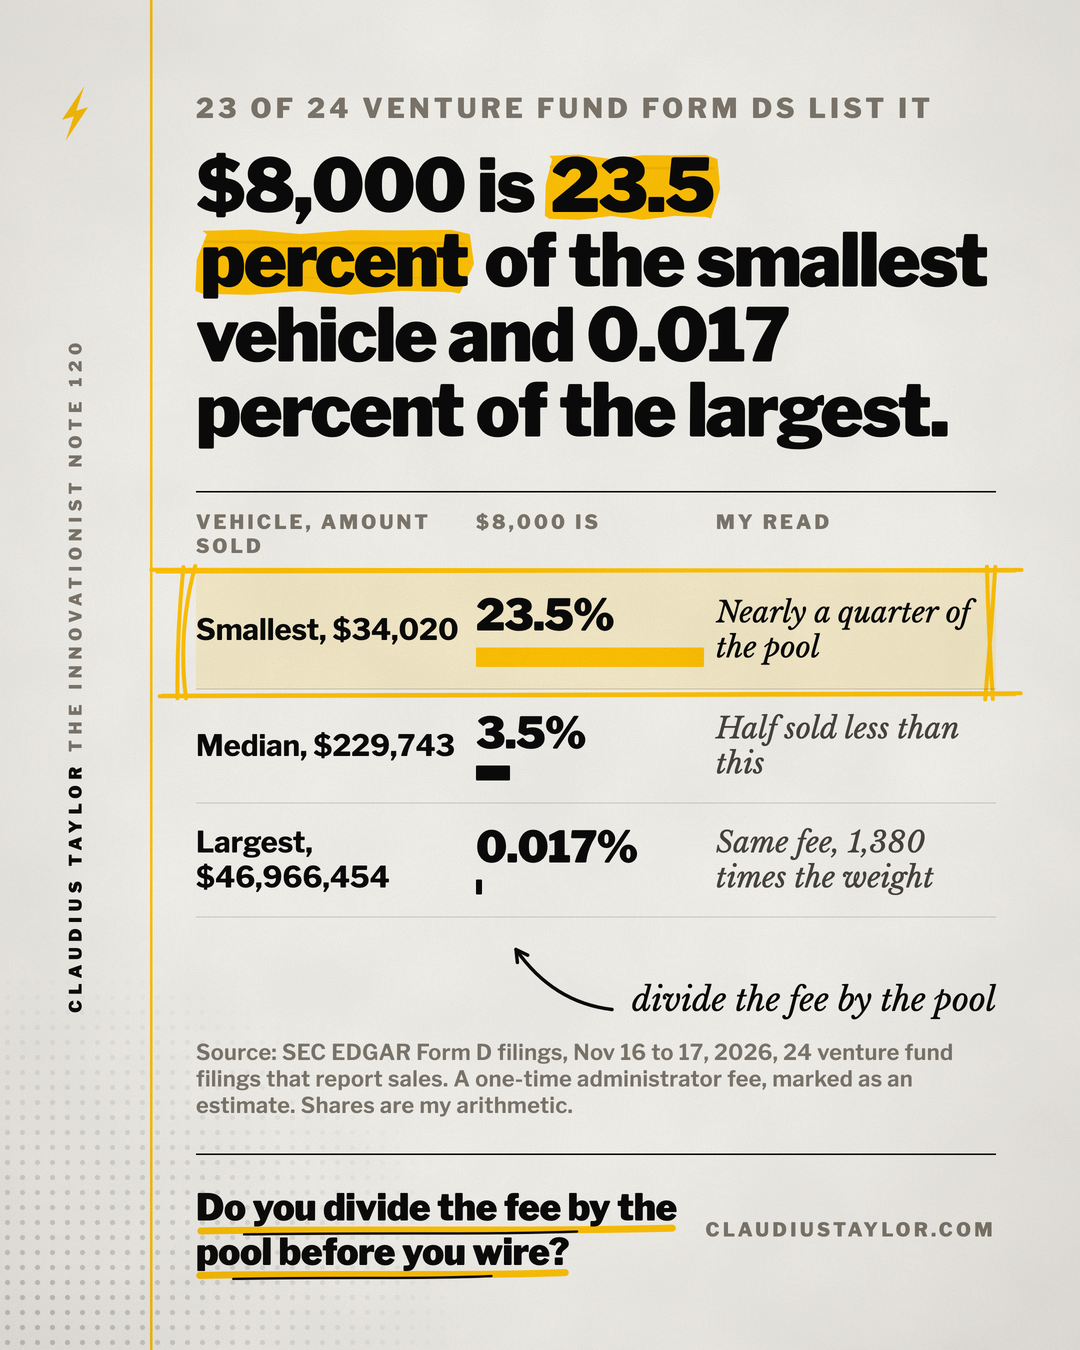 23 OF 24 VENTURE FUND FORM DS LIST IT
$8,000 is 23.5
percent of the smallest
vehicle and 0.017
percent of the largest.
VEHICLE, AMOUNT
SOLD
$8,000 IS
MY READ
Smallest, $34,020
23.5%
Nearly a quarter of
the pool
Median, $229,743
3.5%
Half sold less than
this
Largest,
$46,966,454
0.017%
Same fee, 1,380
times the weight
divide the fee by the pool
Source: SEC EDGAR Form D filings, Nov 16 to 17, 2026, 24 venture fund
filings that report sales. A one-time administrator fee, marked as an
estimate. Shares are my arithmetic.
Do you divide the fee by the
pool before you wire?
CLAUDIUSTAYLOR.COM
CLAUDIUS TAYLOR THE INNOVATIONIST NOTE 120